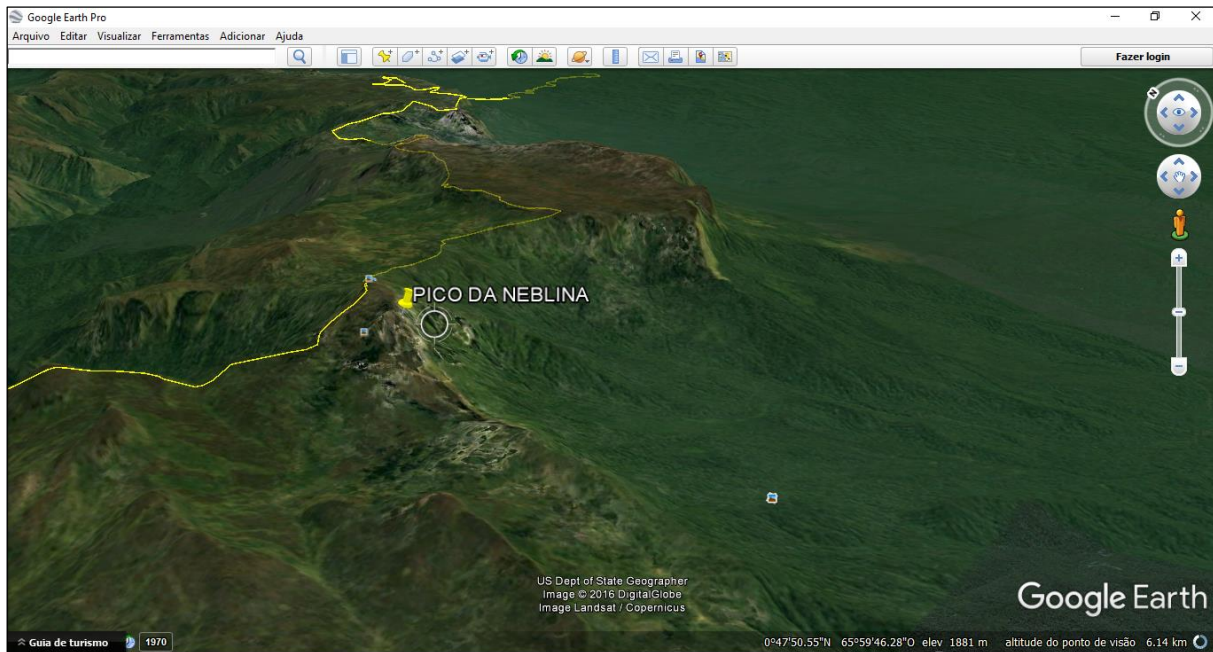 Google Earth Pro
Arquivo Editar Visualizar Ferramentas Adicionar Ajuda
Fazer login
N
PICO DA NEBLINA
US Dept of State Geographer
Image © 2016 DigitalGlobe
Image Landsat / Copernicus
Google Earth
Guia de turismo 1970 0°47'50.55"N 65°59'46.28"O elev 1881 m altitude do ponto de visão 6.14 km